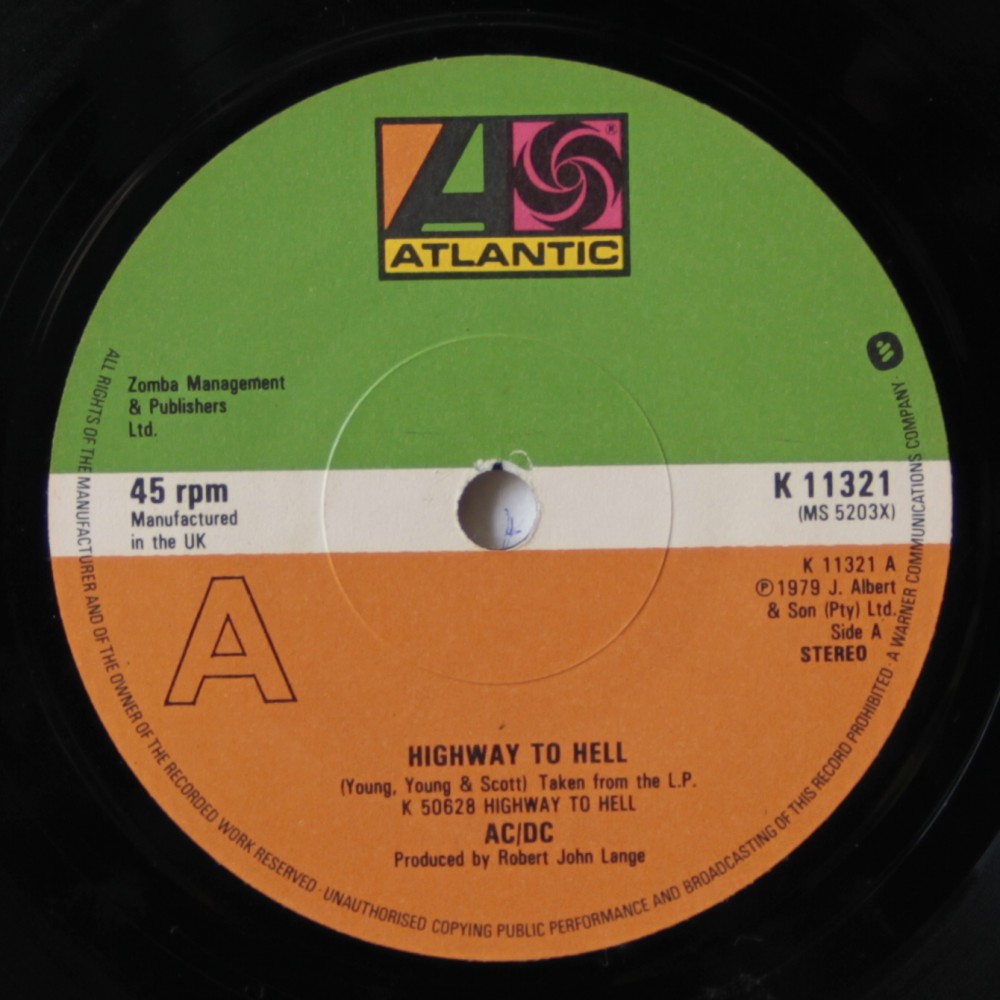 ATLANTIC
®
Zomba Management
& Publishers
Ltd.
45 rpm
Manufactured
in the UK
K 11321
(MS 5203X)
K 11321 A
℗ 1979 J. Albert
& Son (Pty) Ltd.
Side A
STEREO
A
HIGHWAY TO HELL
(Young, Young & Scott) Taken from the L.P.
K 50628 HIGHWAY TO HELL
AC/DC
Produced by Robert John Lange
ALL RIGHTS OF THE MANUFACTURER AND OF THE OWNER OF THE RECORDED WORK RESERVED · UNAUTHORISED COPYING PUBLIC PERFORMANCE AND BROADCASTING OF THIS RECORD PROHIBITED · A WARNER COMMUNICATIONS COMPANY ·